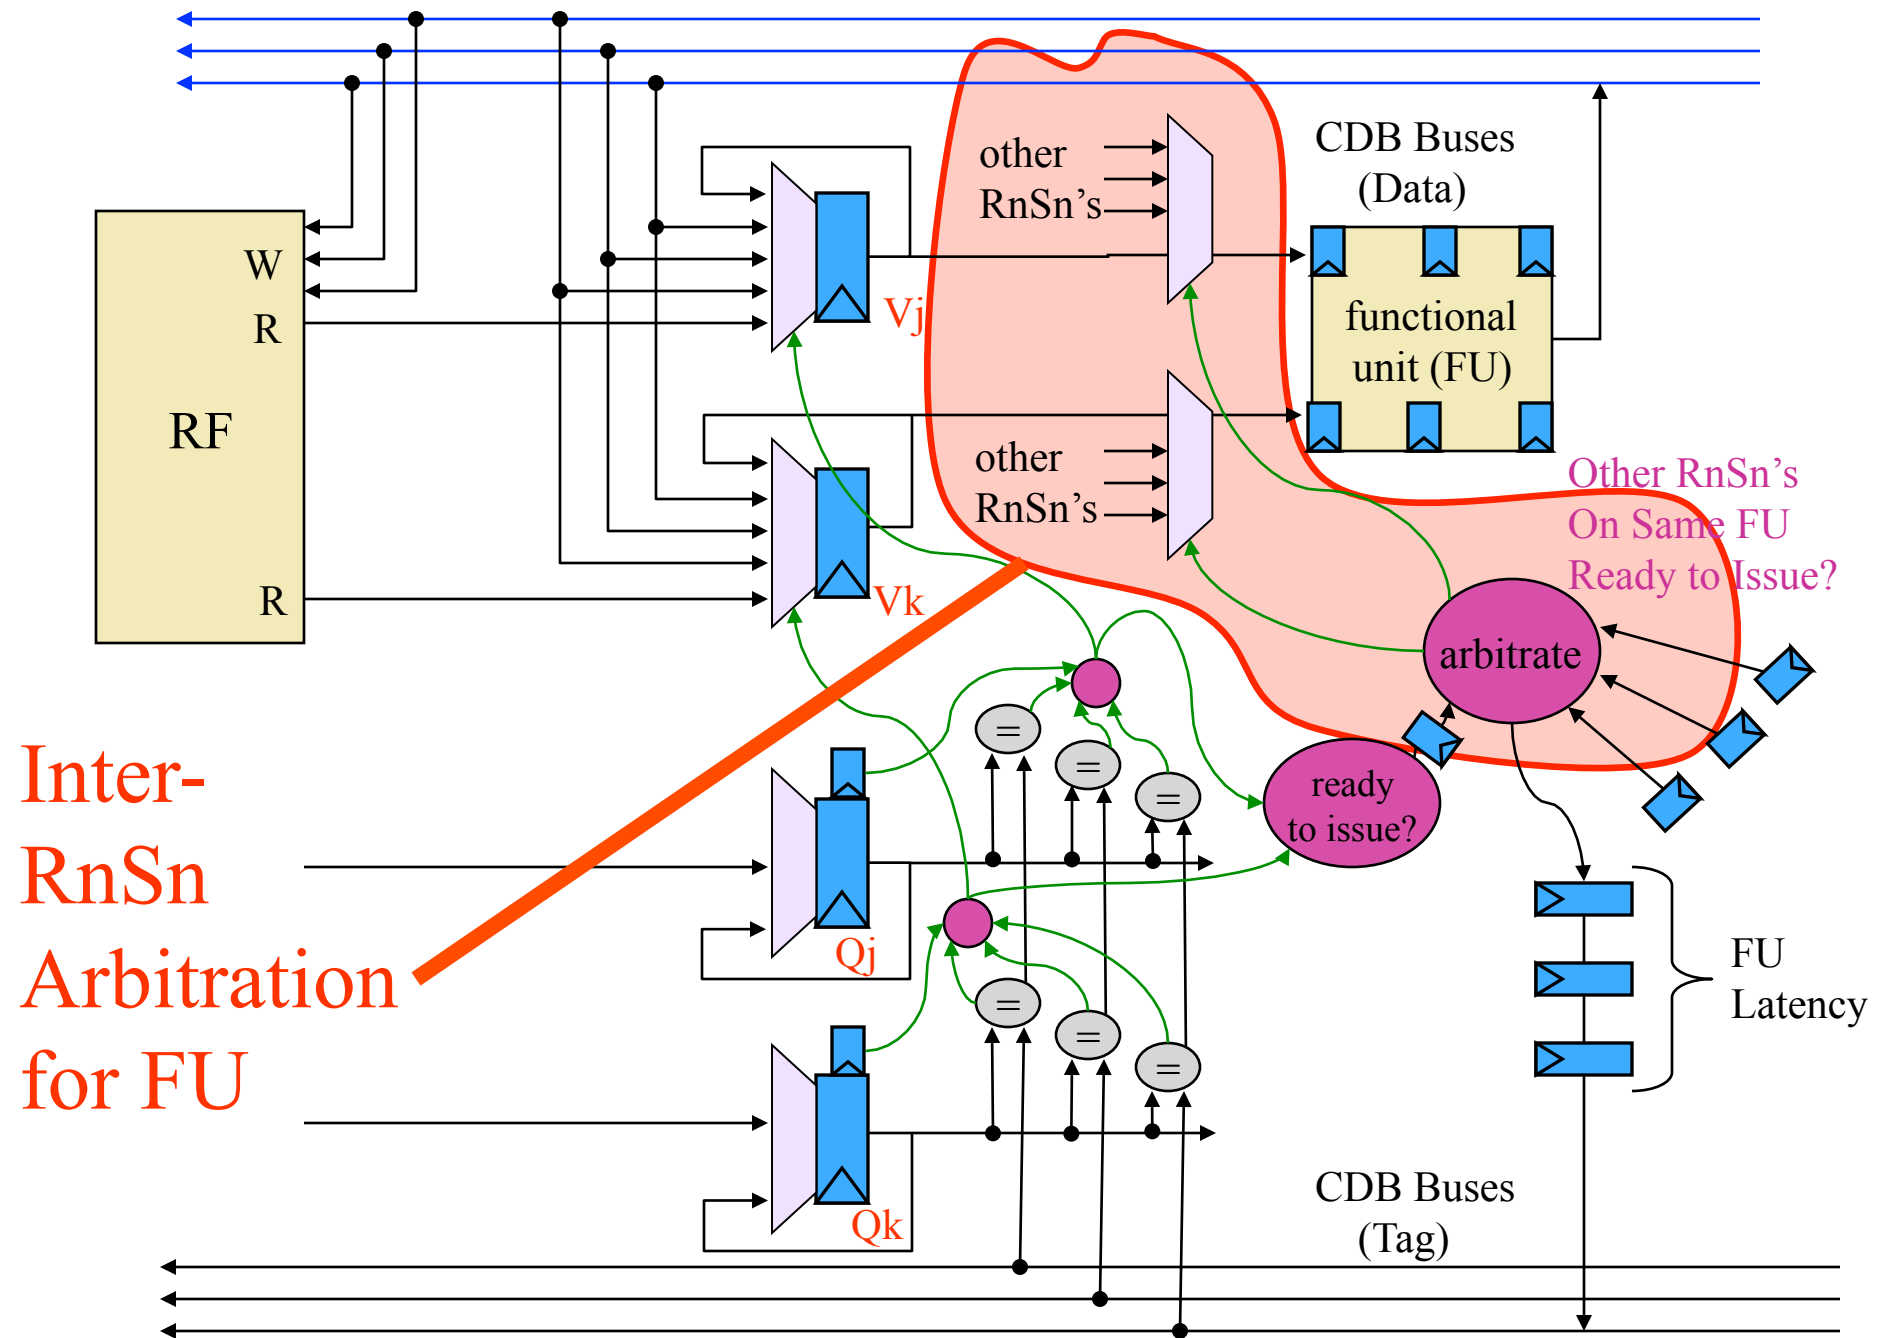 other
RnSn's
CDB Buses
(Data)
W
R
Vj
functional
unit (FU)
RF
other
RnSn's
Other RnSn's
On Same FU
Ready to Issue?
R
Vk
arbitrate
=
=
=
ready
to issue?
Inter-
RnSn
Arbitration
for FU
Qj
FU
Latency
=
=
=
Qk
CDB Buses
(Tag)